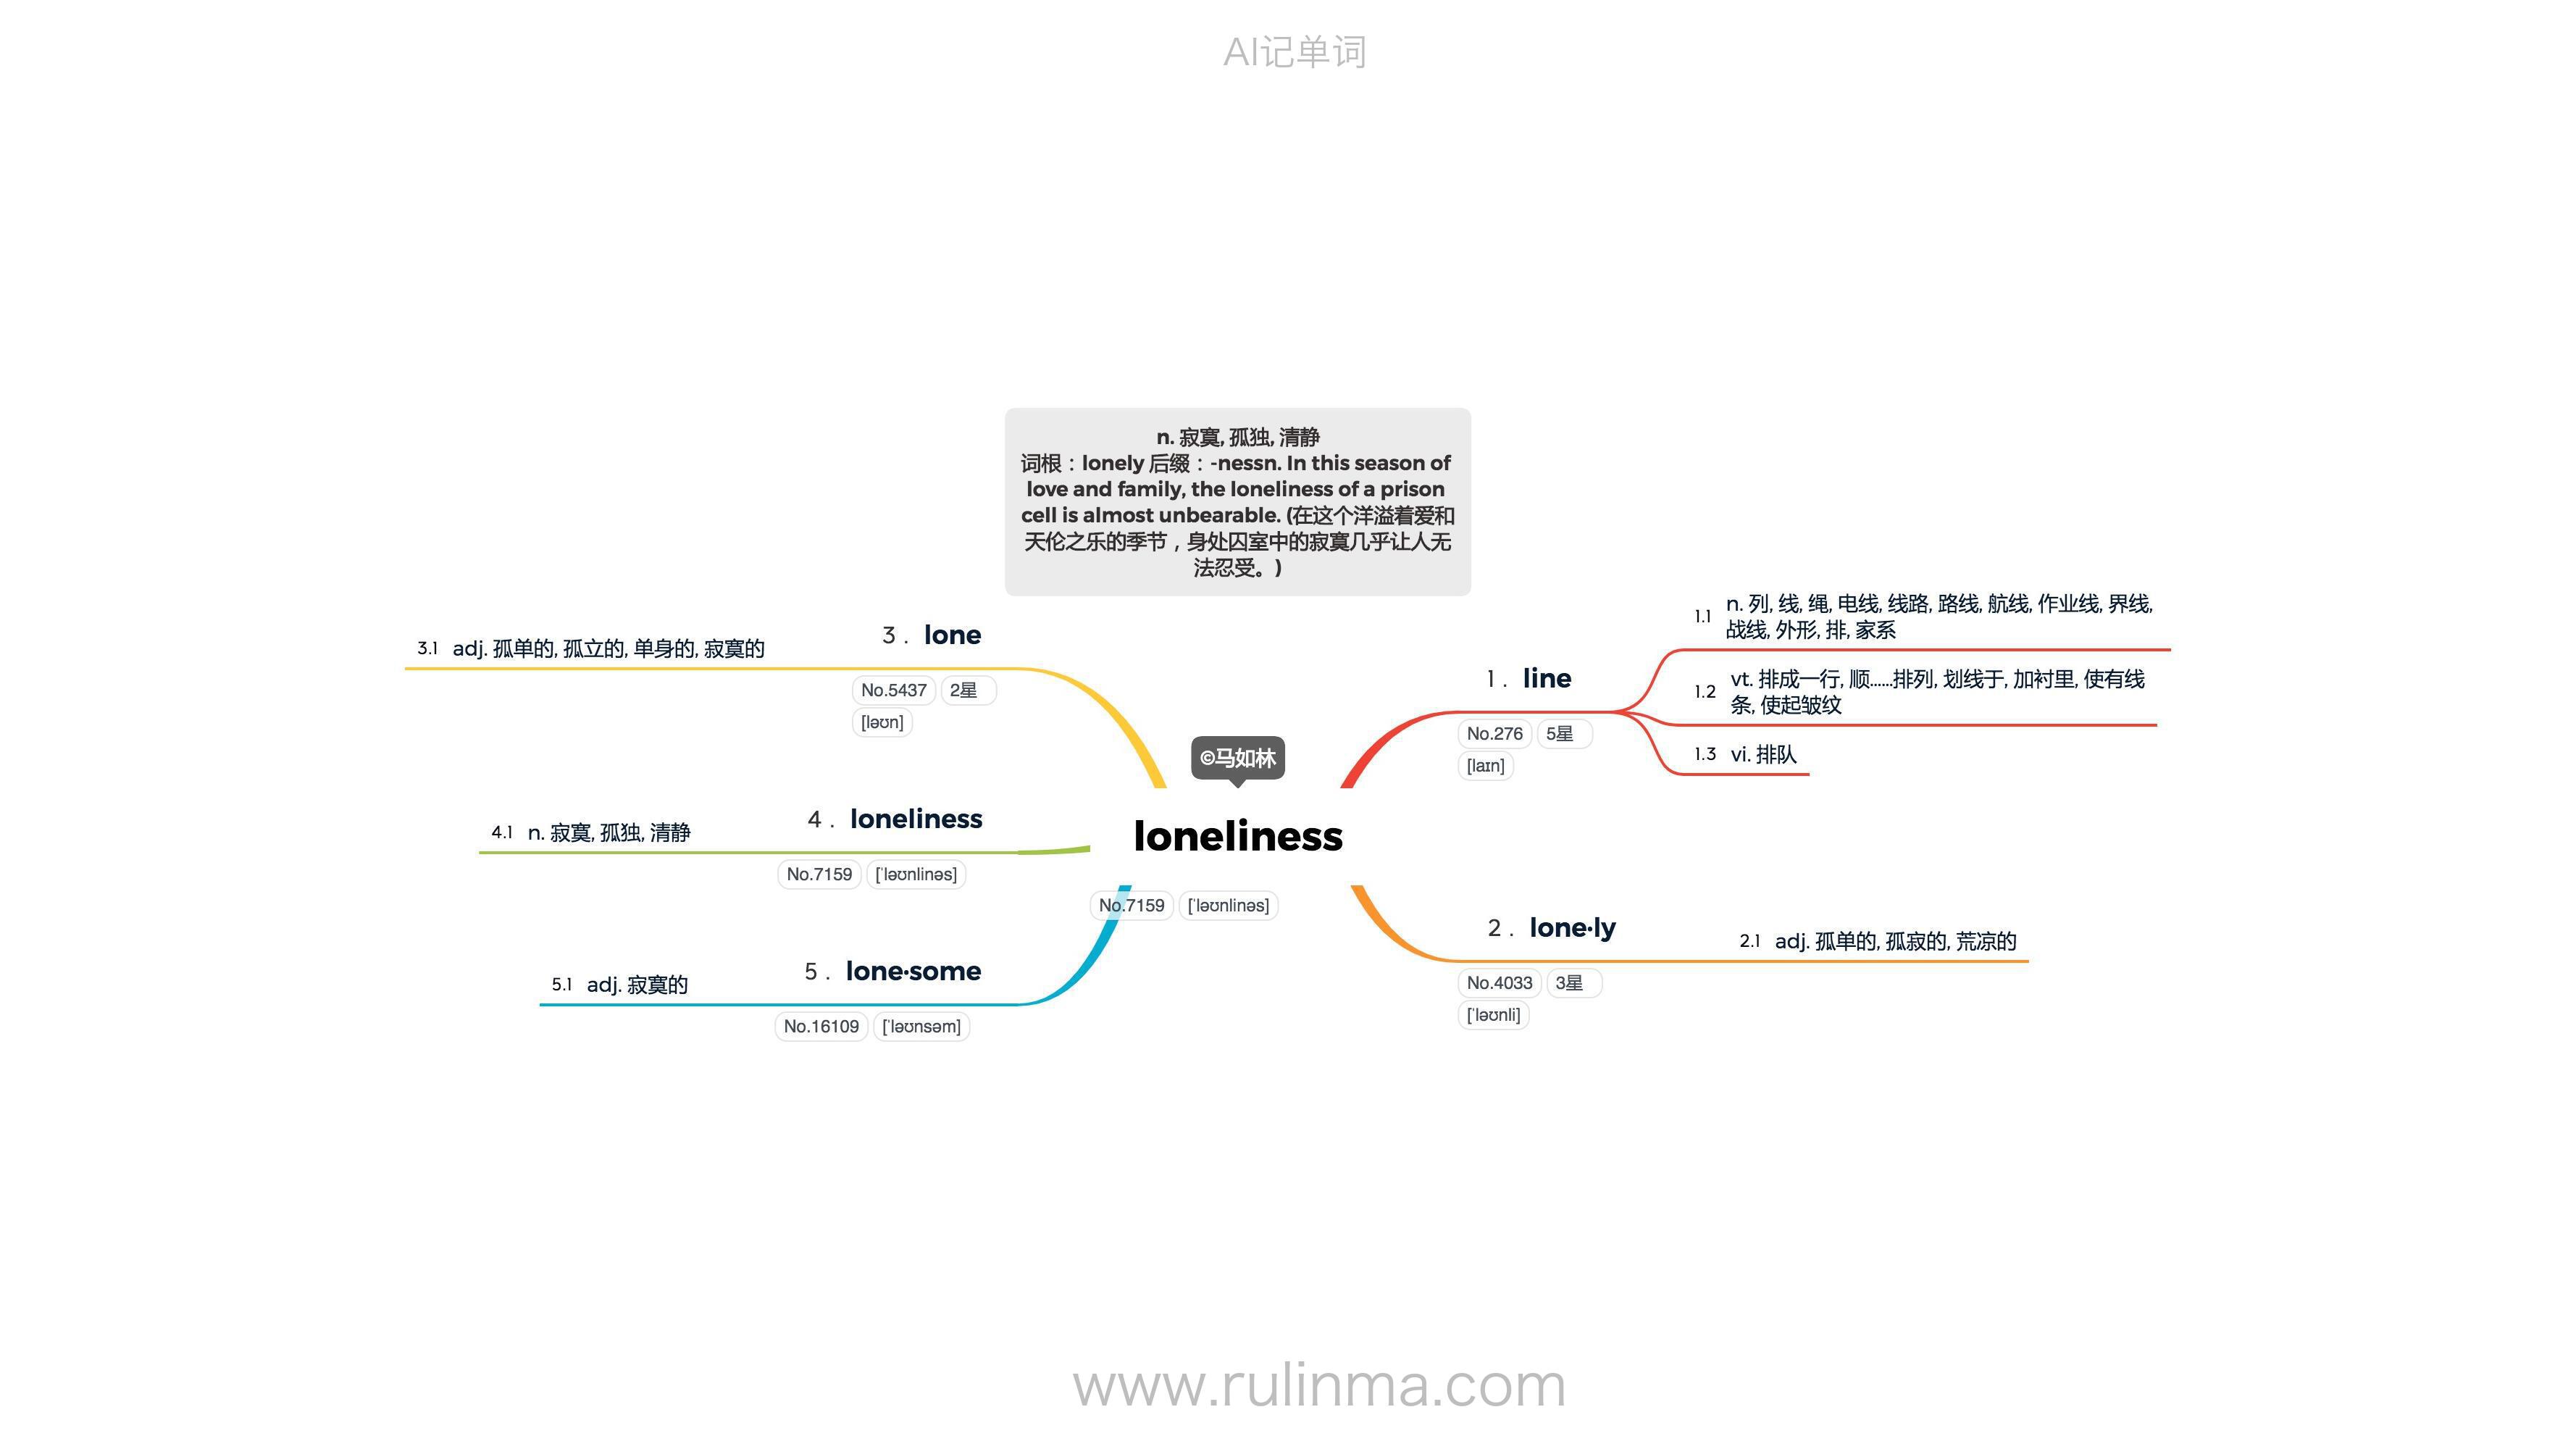 AI记单词
n. 寂寞, 孤独, 清静
词根：lonely 后缀：-nessn. In this season of
love and family, the loneliness of a prison
cell is almost unbearable. (在这个洋溢着爱和
天伦之乐的季节，身处囚室中的寂寞几乎让人无
法忍受。)
©马如林
loneliness
No.7159 [ˈləʊnlinəs]
1. line
No.276 5星
[laɪn]
1.1 n. 列, 线, 绳, 电线, 线路, 路线, 航线, 作业线, 界线,
战线, 外形, 排, 家系
1.2 vt. 排成一行, 顺……排列, 划线于, 加衬里, 使有线
条, 使起皱纹
1.3 vi. 排队
2. lone·ly
No.4033 3星
[ˈləʊnli]
2.1 adj. 孤单的, 孤寂的, 荒凉的
3. lone
No.5437 2星
[ləʊn]
3.1 adj. 孤单的, 孤立的, 单身的, 寂寞的
4. loneliness
No.7159 [ˈləʊnlinəs]
4.1 n. 寂寞, 孤独, 清静
5. lone·some
No.16109 [ˈləʊnsəm]
5.1 adj. 寂寞的
www.rulinma.com